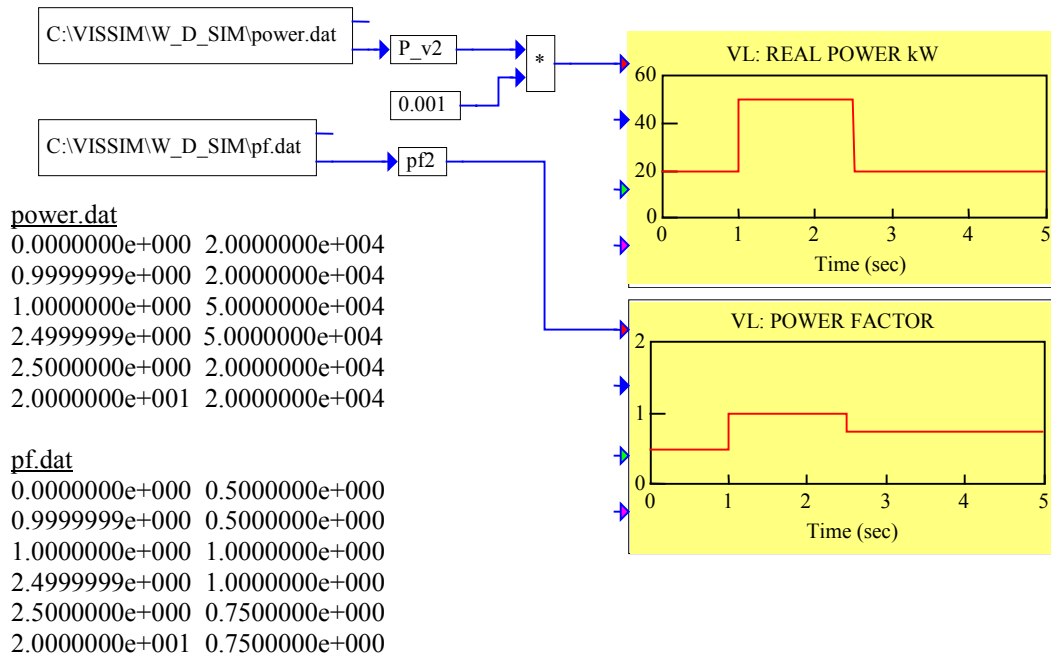 C:\VISSIM\W_D_SIM\power.dat
P_v2
*
0.001
C:\VISSIM\W_D_SIM\pf.dat
pf2
VL: REAL POWER kW
60
40
20
0
0 1 2 3 4 5
Time (sec)
VL: POWER FACTOR
2
1
0
0 1 2 3 4 5
Time (sec)
power.dat
0.0000000e+000 2.0000000e+004
0.9999999e+000 2.0000000e+004
1.0000000e+000 5.0000000e+004
2.4999999e+000 5.0000000e+004
2.5000000e+000 2.0000000e+004
2.0000000e+001 2.0000000e+004
pf.dat
0.0000000e+000 0.5000000e+000
0.9999999e+000 0.5000000e+000
1.0000000e+000 1.0000000e+000
2.4999999e+000 1.0000000e+000
2.5000000e+000 0.7500000e+000
2.0000000e+001 0.7500000e+000